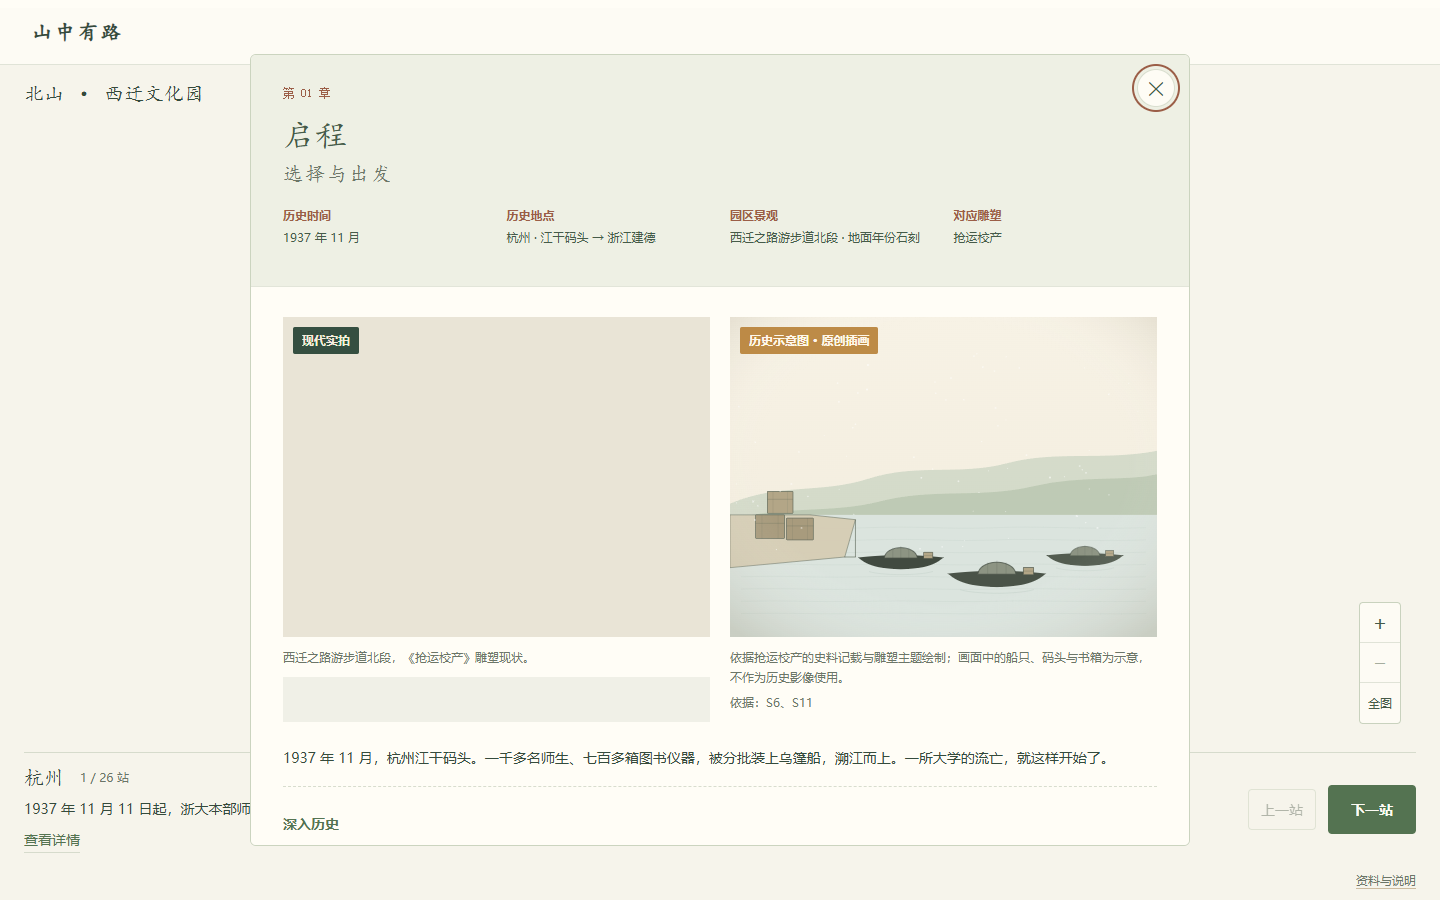 山中有路
北山 • 西迁文化园
第 01 章
启程
选择与出发
历史时间
1937 年 11 月
历史地点
杭州 · 江干码头 → 浙江建德
园区景观
西迁之路游步道北段 · 地面年份石刻
对应雕塑
抢运校产
现代实拍
历史示意图 • 原创插画
西迁之路游步道北段，《抢运校产》雕塑现状。
依据抢运校产的史料记载与雕塑主题绘制；画面中的船只、码头与书箱为示意，
不作为历史影像使用。
依据：S6、S11
1937 年 11 月，杭州江干码头。一千多名师生、七百多箱图书仪器，被分批装上乌篷船，溯江而上。一所大学的流亡，就这样开始了。
深入历史
+
−
全图
杭州 1 / 26 站
1937 年 11 月 11 日起，浙大本部师
查看详情
上一站
下一站
资料与说明